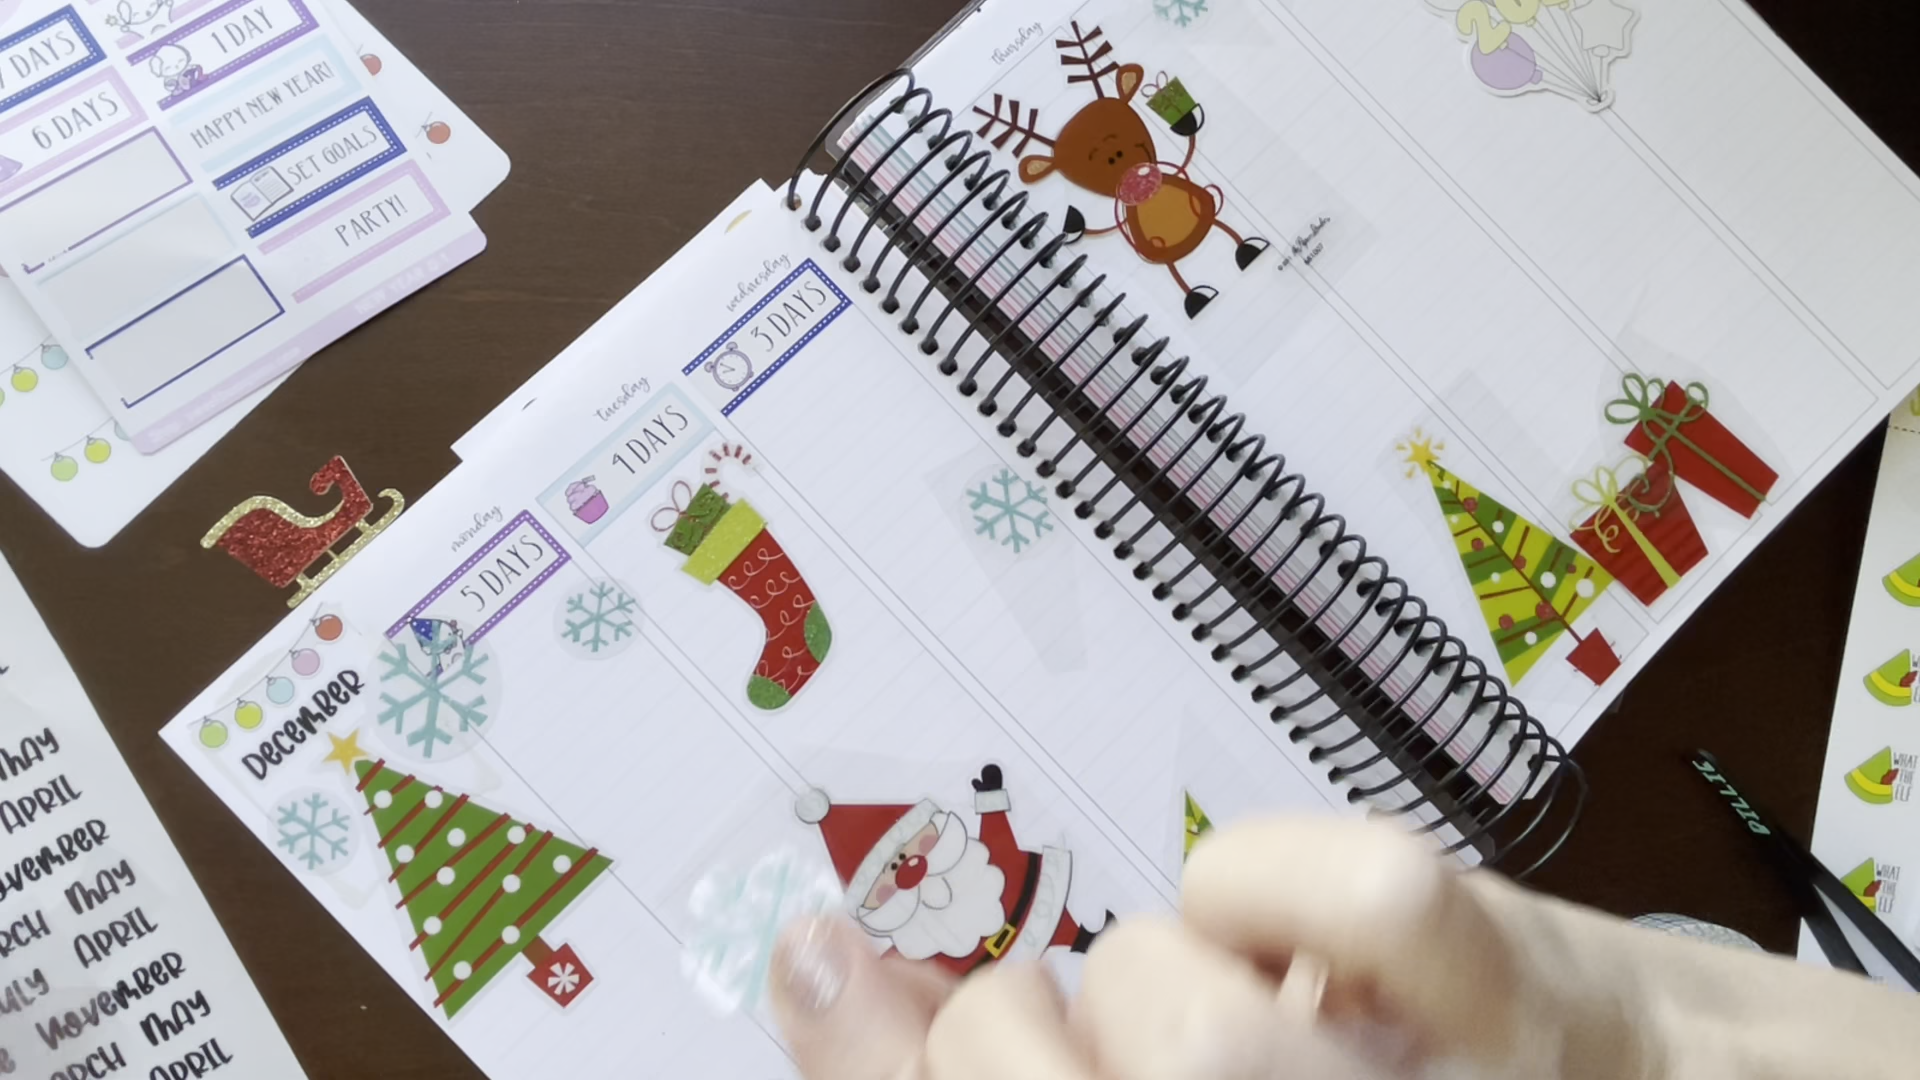 7 DAYS
1 DAY
6 DAYS
HAPPY NEW YEAR!
SET GOALS
PARTY!
thursday
wednesday
3 DAYS
tuesday
4 DAYS
monday
5 DAYS
DECEMBER
MAY
APRIL
MAY
APRIL
NOVEMBER
MAY
APRIL
WHAT
THE
ELF
WHAT
THE
ELF